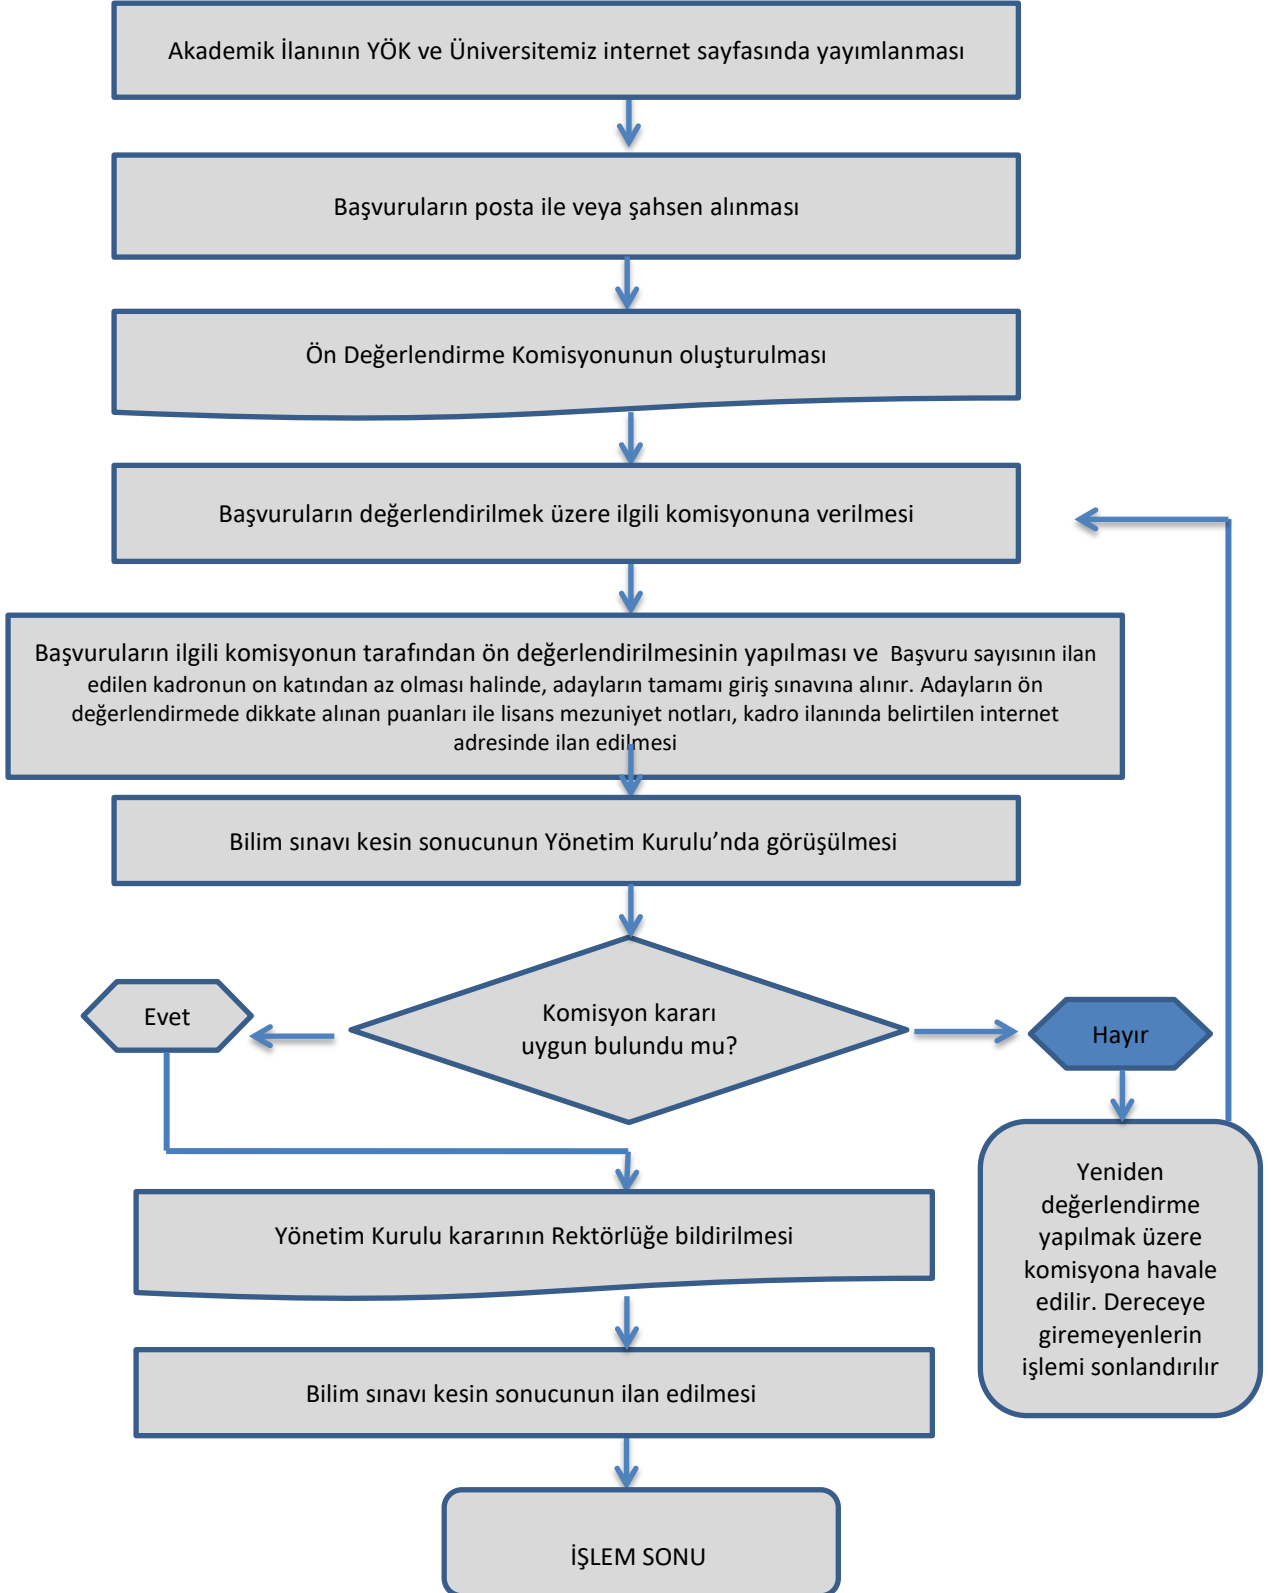 Akademik İlanının YÖK ve Üniversitemiz internet sayfasında yayımlanması
Başvuruların posta ile veya şahsen alınması
Ön Değerlendirme Komisyonunun oluşturulması
Başvuruların değerlendirilmek üzere ilgili komisyonuna verilmesi
Başvuruların ilgili komisyonun tarafından ön değerlendirilmesinin yapılması ve Başvuru sayısının ilan
edilen kadronun on katından az olması halinde, adayların tamamı giriş sınavına alınır. Adayların ön
değerlendirmede dikkate alınan puanları ile lisans mezuniyet notları, kadro ilanında belirtilen internet
adresinde ilan edilmesi
Bilim sınavı kesin sonucunun Yönetim Kurulu’nda görüşülmesi
Komisyon kararı
uygun bulundu mu?
Evet
Hayır
Yeniden
değerlendirme
yapılmak üzere
komisyona havale
edilir. Dereceye
giremeyenlerin
işlemi sonlandırılır
Yönetim Kurulu kararının Rektörlüğe bildirilmesi
Bilim sınavı kesin sonucunun ilan edilmesi
İŞLEM SONU